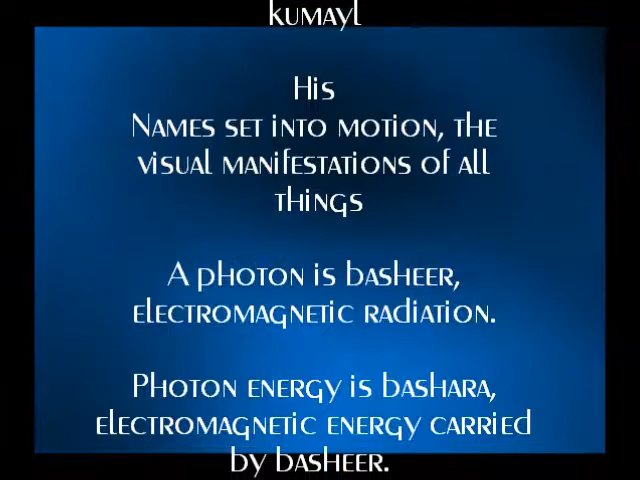 kumayl
His
Names set into motion, the
visual manifestations of all
things
A photon is basheer,
electromagnetic radiation.
Photon energy is bashara,
electromagnetic energy carried
by basheer.